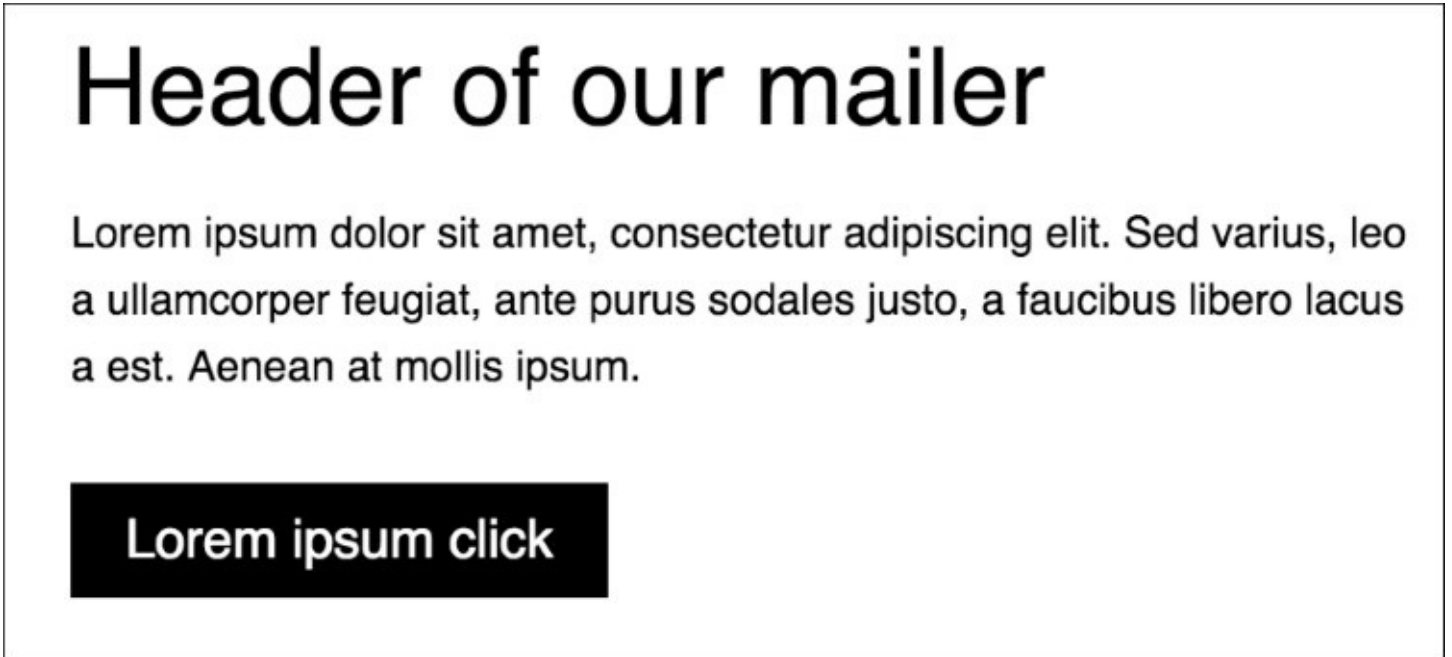 Header of our mailer
Lorem ipsum dolor sit amet, consectetur adipiscing elit. Sed varius, leo
a ullamcorper feugiat, ante purus sodales justo, a faucibus libero lacus
a est. Aenean at mollis ipsum.
Lorem ipsum click